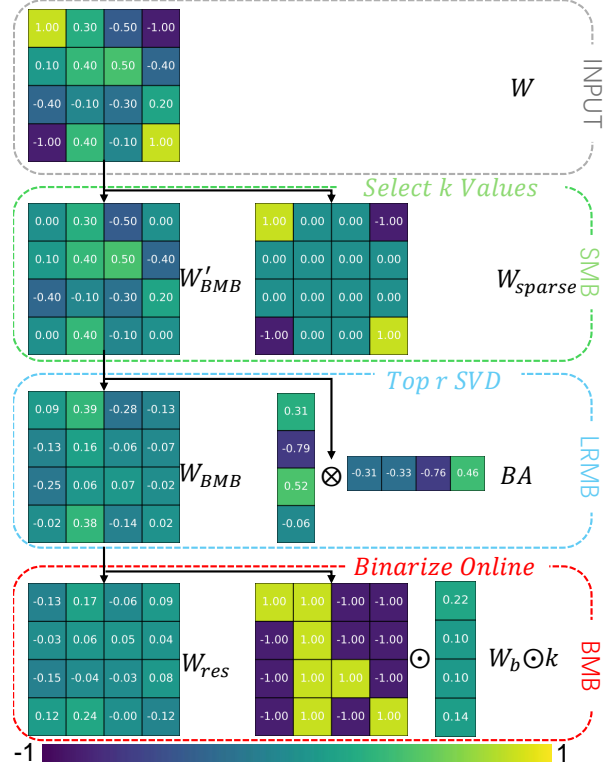 1.00 0.30 -0.50 -1.00
0.10 0.40 0.50 -0.40
-0.40 -0.10 -0.30 0.20
-1.00 0.40 -0.10 1.00
W
INPUT
Select k Values
0.00 0.30 -0.50 0.00
0.10 0.40 0.50 -0.40
-0.40 -0.10 -0.30 0.20
0.00 0.40 -0.10 0.00
W'BMB
1.00 0.00 0.00 -1.00
0.00 0.00 0.00 0.00
0.00 0.00 0.00 0.00
-1.00 0.00 0.00 1.00
Wsparse
SMB
Top r SVD
0.09 0.39 -0.28 -0.13
-0.13 0.16 -0.06 -0.07
-0.25 0.06 0.07 -0.02
-0.02 0.38 -0.14 0.02
WBMB
0.31
-0.79
0.52
-0.06
⊗
-0.31 -0.33 -0.76 0.46
BA
LRMB
Binarize Online
-0.13 0.17 -0.06 0.09
-0.03 0.06 0.05 0.04
-0.15 -0.04 -0.03 0.08
0.12 0.24 -0.00 -0.12
Wres
1.00 1.00 -1.00 -1.00
-1.00 1.00 -1.00 -1.00
-1.00 1.00 1.00 -1.00
-1.00 -1.00 -1.00 1.00
⊙
0.22
0.10
0.10
0.14
Wb⊙k
BMB
-1 1